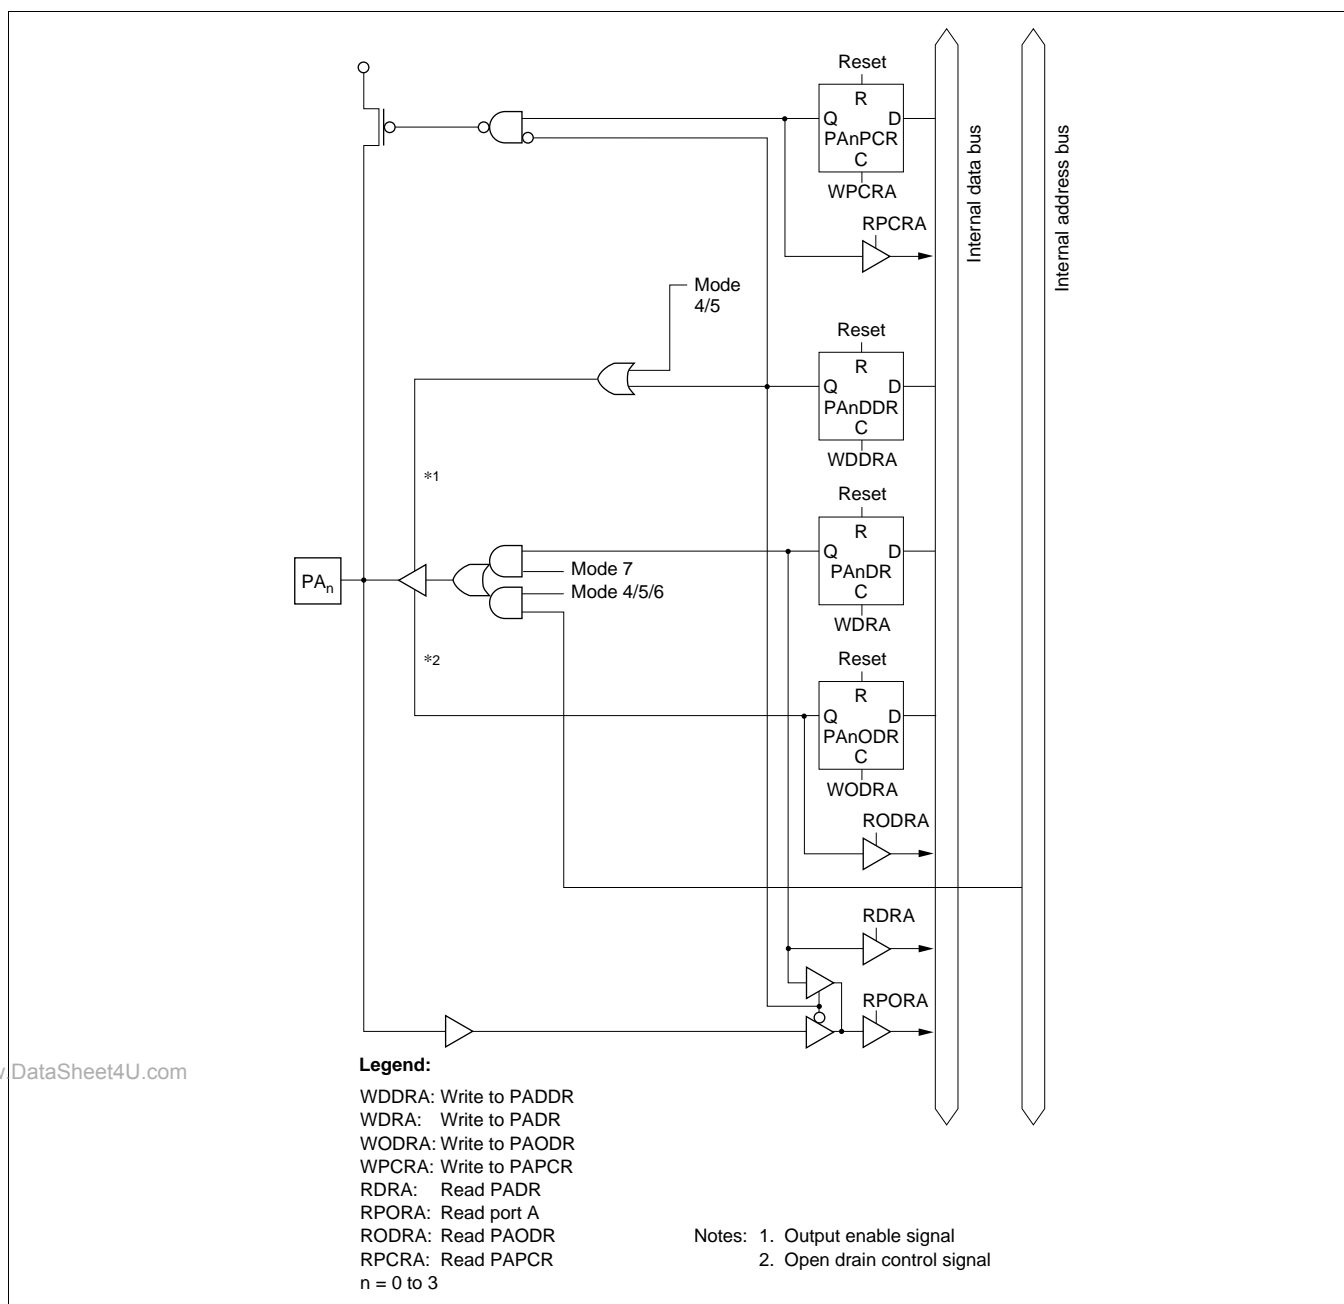 Reset
R
Q D
PAnPCR
C
WPCRA
RPCRA
Internal data bus
Internal address bus
Mode
4/5
Reset
R
Q D
PAnDDR
C
WDDRA
*1
Reset
R
Q D
PAnDR
C
WDRA
Mode 7
Mode 4/5/6
PAn
*2
Reset
R
Q D
PAnODR
C
WODRA
RODRA
RDRA
RPORA
Legend:
WDDRA: Write to PADDR
WDRA: Write to PADR
WODRA: Write to PAODR
WPCRA: Write to PAPCR
RDRA: Read PADR
RPORA: Read port A
RODRA: Read PAODR
RPCRA: Read PAPCR
n = 0 to 3
Notes: 1. Output enable signal
2. Open drain control signal
.DataSheet4U.com